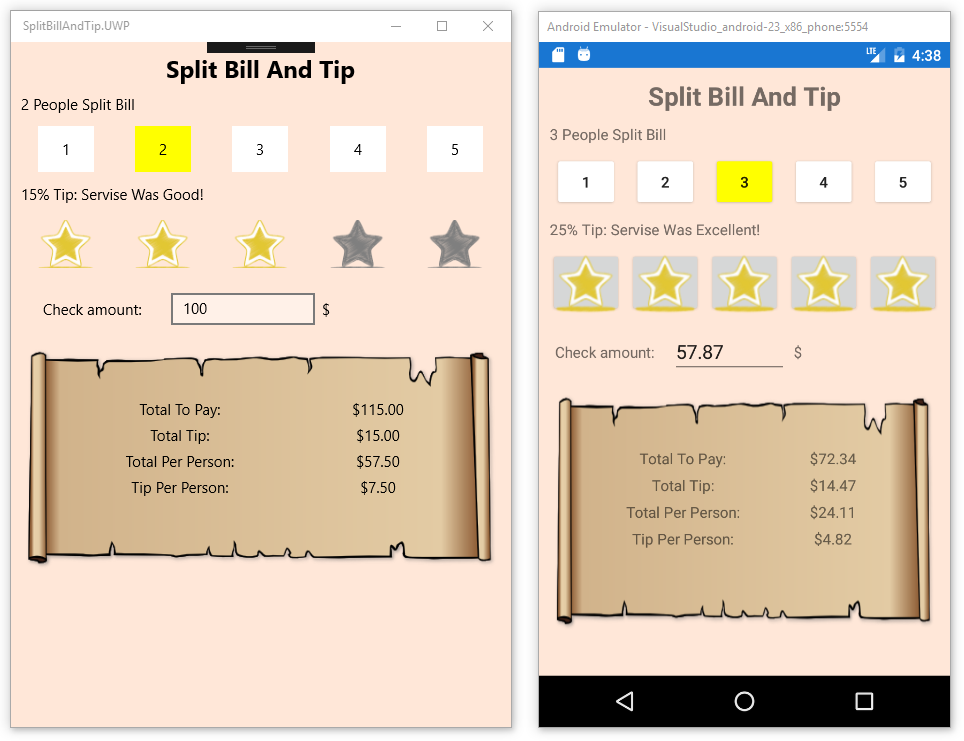 SplitBillAndTip.UWP
Split Bill And Tip
2 People Split Bill
1 2 3 4 5
15% Tip: Servise Was Good!
Check amount: 100 $
Total To Pay: $115.00
Total Tip: $15.00
Total Per Person: $57.50
Tip Per Person: $7.50
Android Emulator - VisualStudio_android-23_x86_phone:5554
LTE 4:38
Split Bill And Tip
3 People Split Bill
1 2 3 4 5
25% Tip: Servise Was Excellent!
Check amount: 57.87 $
Total To Pay: $72.34
Total Tip: $14.47
Total Per Person: $24.11
Tip Per Person: $4.82